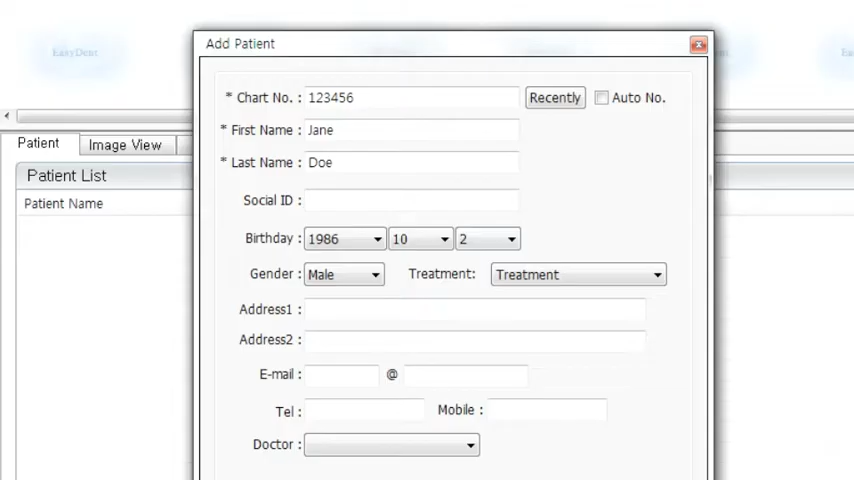 EasyDent
Add Patient
* Chart No. : 123456 Recently Auto No.
* First Name : Jane
* Last Name : Doe
Social ID :
Birthday : 1986 10 2
Gender : Male Treatment: Treatment
Address1 :
Address2 :
E-mail : @
Tel : Mobile :
Doctor :
Patient Image View
Patient List
Patient Name